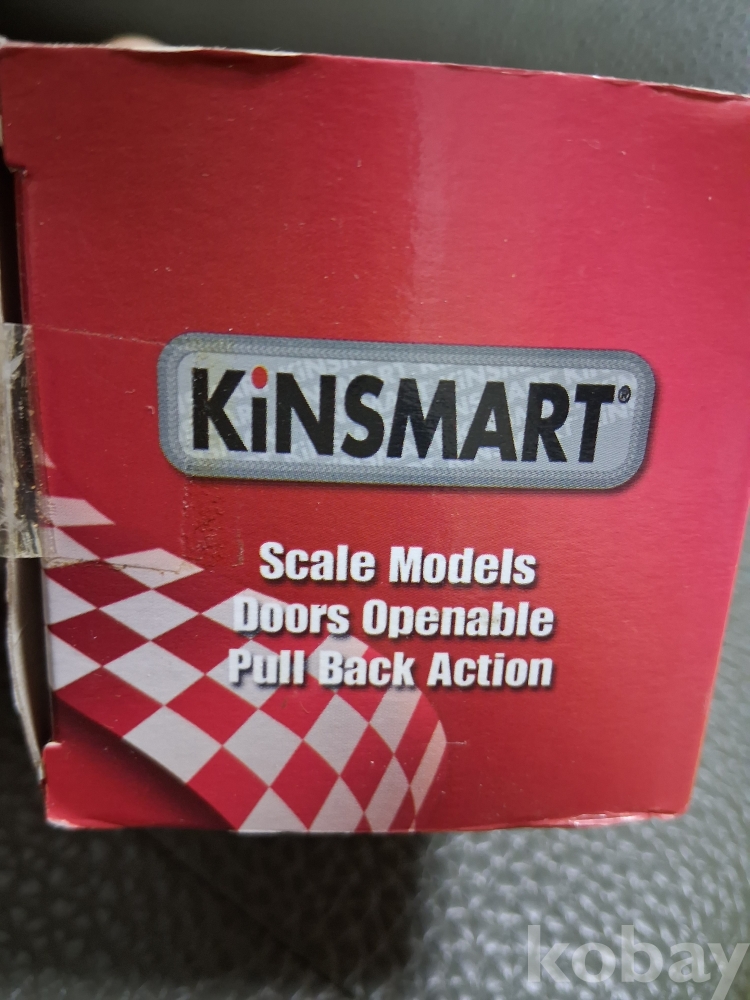 KiNSMART®
Scale Models
Doors Openable
Pull Back Action
kobay